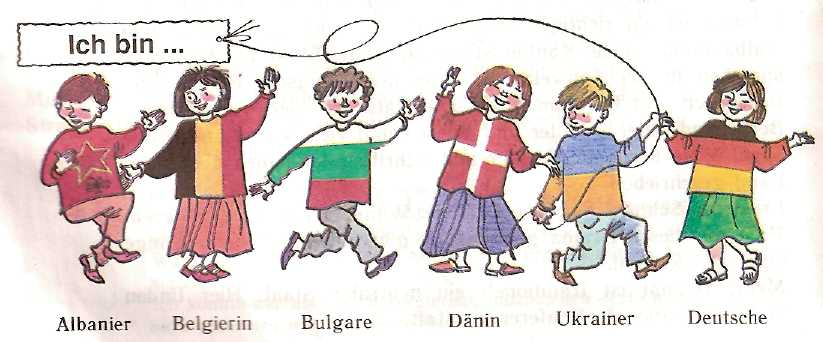 Ich bin ...
Albanier Belgierin Bulgare Dänin Ukrainer Deutsche